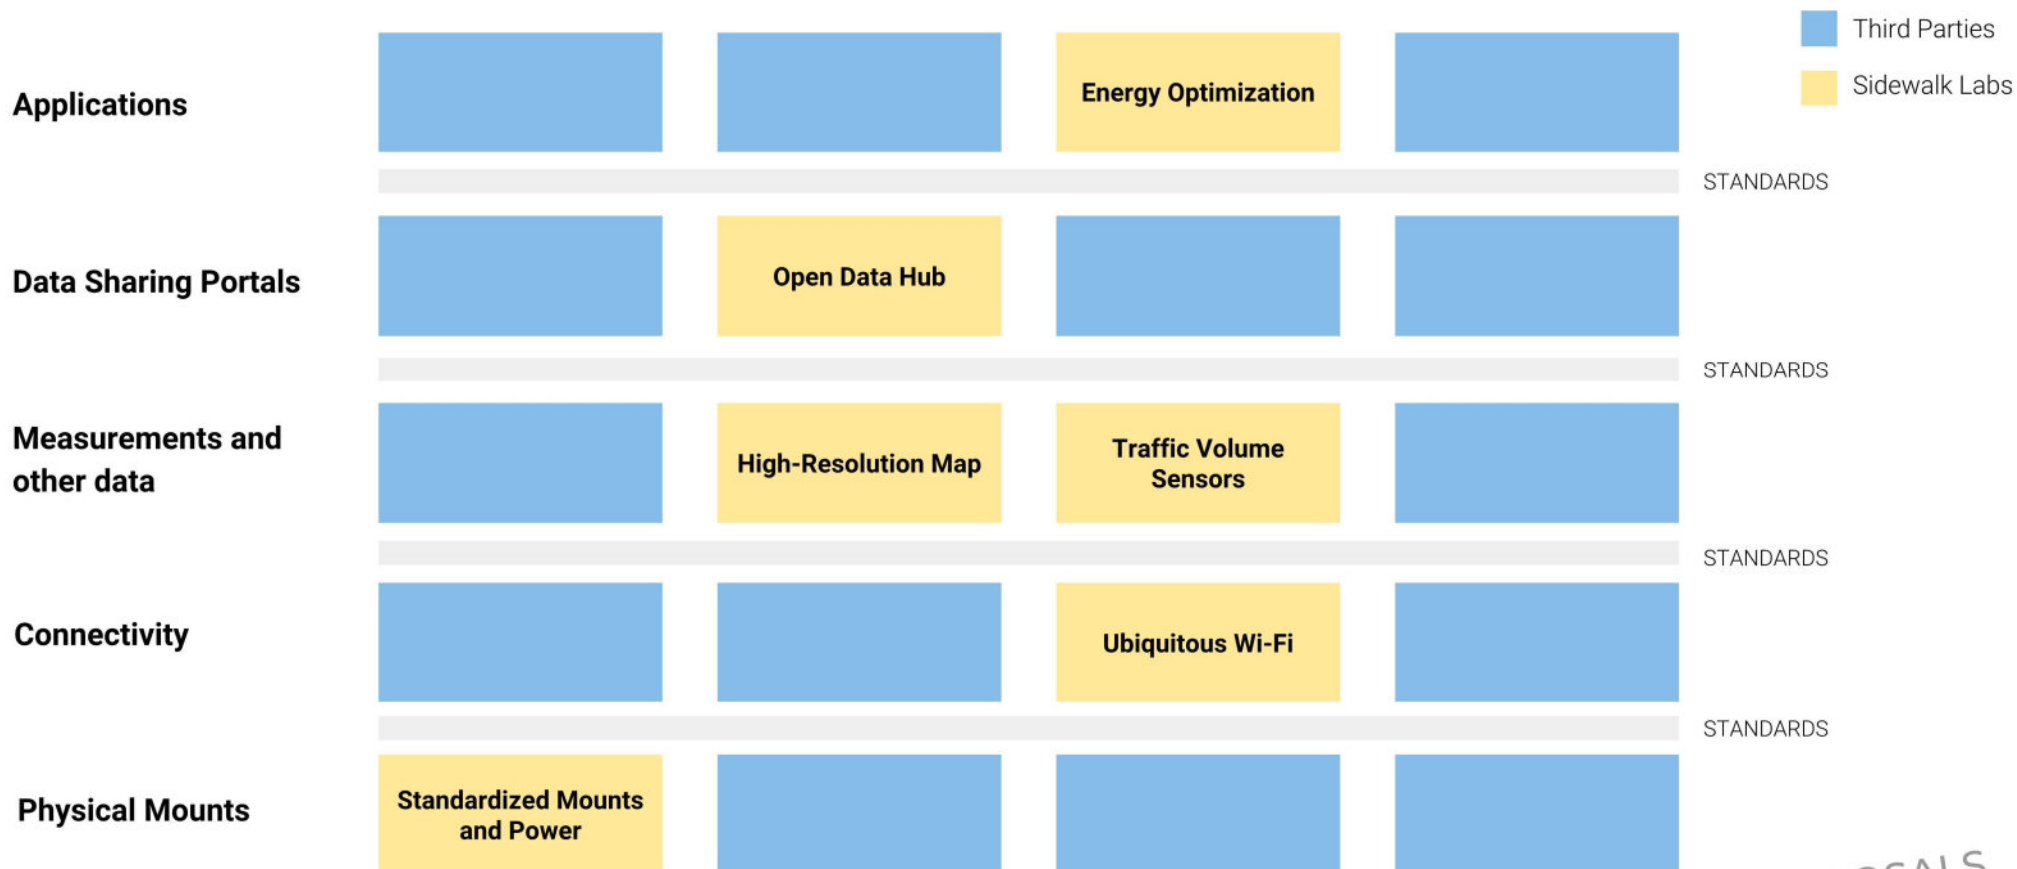 Third Parties
Sidewalk Labs
Applications
Energy Optimization
STANDARDS
Data Sharing Portals
Open Data Hub
STANDARDS
Measurements and
other data
High-Resolution Map
Traffic Volume
Sensors
STANDARDS
Connectivity
Ubiquitous Wi-Fi
STANDARDS
Physical Mounts
Standardized Mounts
and Power